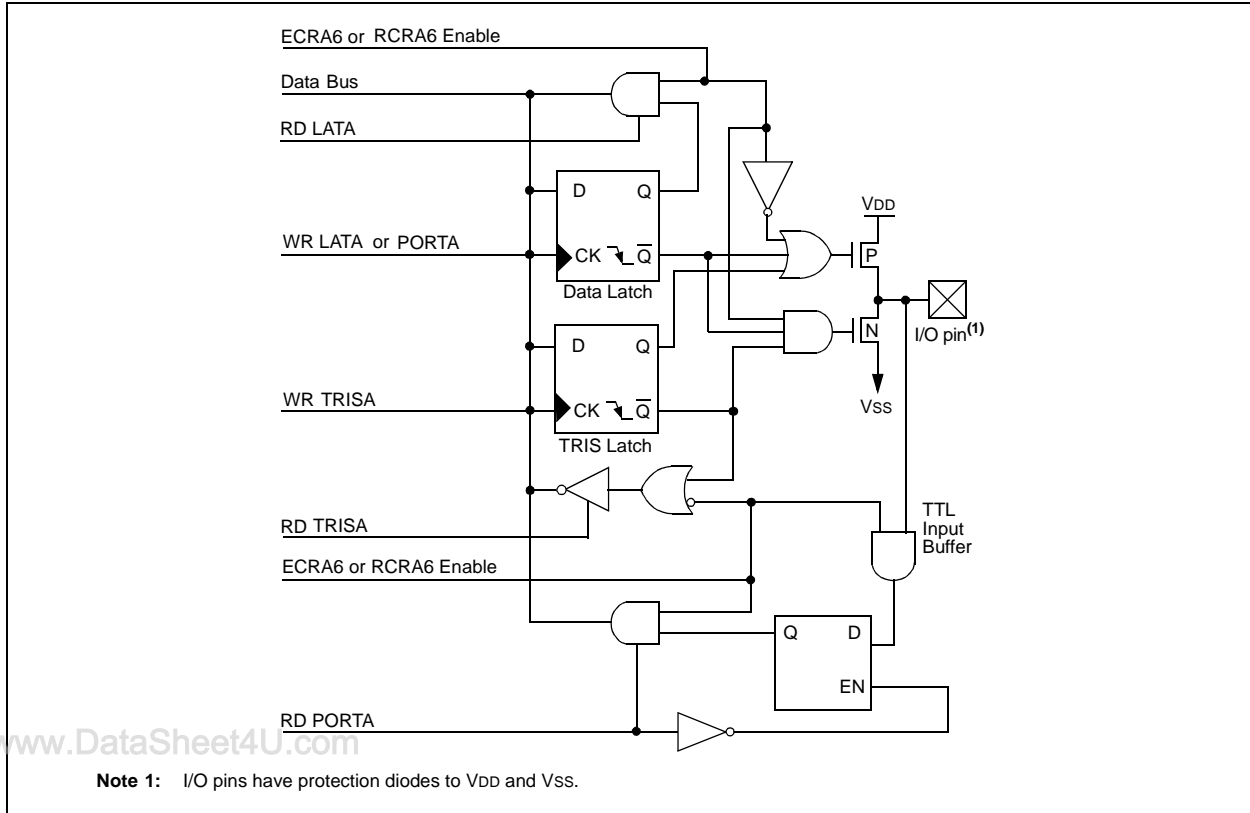 ECRA6 or RCRA6 Enable
Data Bus
RD LATA
D Q
VDD
WR LATA or PORTA
CK Q
P
Data Latch
I/O pin(1)
N
D Q
WR TRISA
CK Q
VSS
TRIS Latch
TTL
Input
Buffer
RD TRISA
ECRA6 or RCRA6 Enable
Q D
EN
RD PORTA
www.DataSheet4U.com
Note 1: I/O pins have protection diodes to VDD and VSS.